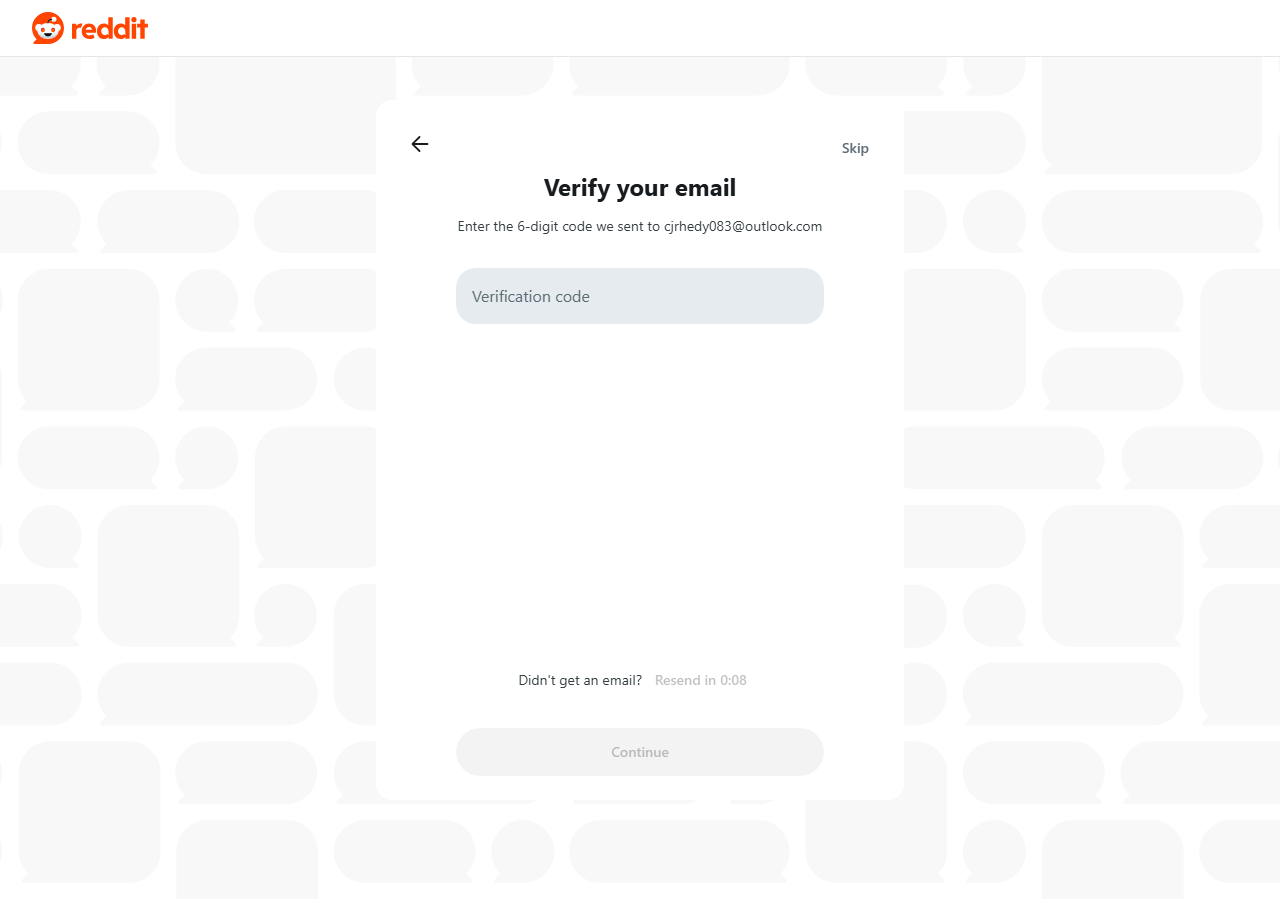 reddit
Skip
Verify your email
Enter the 6-digit code we sent to cjrhedy083@outlook.com
Verification code
Didn't get an email? Resend in 0:08
Continue